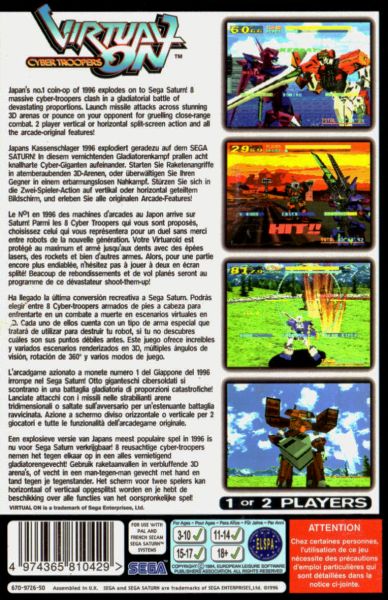 VIRTUAL ON
CYBER TROOPERS
TM
Japan's no.1 coin-op of 1996 explodes on to Sega Saturn! 8
massive cyber-troopers clash in a gladiatorial battle of
devastating proportions. Launch missile attacks across stunning
3D arenas or pounce on your opponent for gruelling close-range
combat. 2 player vertical or horizontal split-screen action and all
the arcade-original features!
Japans Kassenschlager 1996 explodiert geradezu auf dem SEGA
SATURN! In diesem vernichtenden Gladiatorenkampf prallen acht
knallharte Cyber-Giganten aufeinander. Starten Sie Raketenangriffe
in atemberaubenden 3D-Arenen, oder überwältigen Sie Ihren
Gegner in einem erbarmungslosen Nahkampf. Stürzen Sie sich in
die Zwei-Spieler-Action auf vertikal oder horizontal geteiltem
Bildschirm, und erleben Sie alle originalen Arcade-Features!
Le Nº1 en 1996 des machines d'arcades au Japon arrive sur
Saturn! Parmi les 8 Cyber Troopers qui vous sont proposés,
choisissez celui qui vous représentera pour un duel sans merci
entre robots de la nouvelle génération. Votre Virtuaroid est
protégé au maximum et armé jusqu'aux dents avec des épées
lasers, des rockets et bien d'autres armes. Alors, pour une partie
encore plus endiablée, n'hésitez pas à jouer à deux en écran
splité! Beaucoup de rebondissements et de vol planés seront au
programme de ce dévastateur shoot-them-up!
Ha llegado la última conversión recreativa a Sega Saturn. Podrás
elegir entre 8 Cyber-Troopers armados de pies a cabeza para
enfrentarte en un combate a muerte en escenarios virtuales en
Cada uno de ellos cuenta con un tipo de arma especial que
tratará de utilizar para destruir tu robot, si tu no descubres
cuáles son sus puntos débiles antes. Este juego ofrece increíbles
y variados escenarios renderizados en 3D, múltiples ángulos de
visión, rotación de 360° y varios modos de juego.
L'arcadgame azionato a monete numero 1 del Giappone del 1996
irrompe nel Sega Saturn! Otto giganteschi cibersoldati si
scontrano in una battaglia gladiatoria di proporzioni catastrofiche!
Lanciate attacchi con i missili nelle strabilianti arene
tridimensionali o saltate sull'avversario per un'estenuante battaglia
ravvicinata. Azione a schermo diviso orizzontale o verticale per 2
giocatori e tutte le funzionalità dell'arcadegame originale.
Een explosieve versie van Japans meest populaire spel in 1996 is
nu voor Sega Saturn verkrijgbaar! 8 reusachtige cyber-troopers
nemen het tegen elkaar op in een alles vernietigend
gladiatorengevecht! Gebruik raketaanvallen in verbluffende 3D
arena's, of vecht in een man-tegen-man gevecht met hand en
tand tegen je tegenstander. Het scherm voor twee spelers kan
horizontaal of verticaal opgesplitst worden en je hebt de
beschikking over alle functies van het oorspronkelijke spel!
VIRTUAL ON is a trademark of Sega Enterprises, Ltd.
HIT!!
1 or 2 PLAYERS
4 974365 810429 >
FOR USE WITH
PAL AND
FRENCH SECAM
SEGA SATURN™
SYSTEMS
SEGA
For Ages / Pour Ages / Para Años / Für Jahre / Per Anni
3-10 11-14
15-17 18+
ELSPA
COPYRIGHT © 1994, EUROPEAN LEISURE SOFTWARE
PUBLISHERS ASSOCIATION. ALL RIGHTS RESERVED.
ATTENTION
Chez certaines personnes,
l'utilisation de ce jeu
nécessite des précautions
d'emploi particulières qui
sont détaillées dans la
notice ci-jointe.
670-9726-50 Assembled in U.K. SEGA AND SEGA SATURN ARE TRADEMARKS OF SEGA ENTERPRISES, LTD.